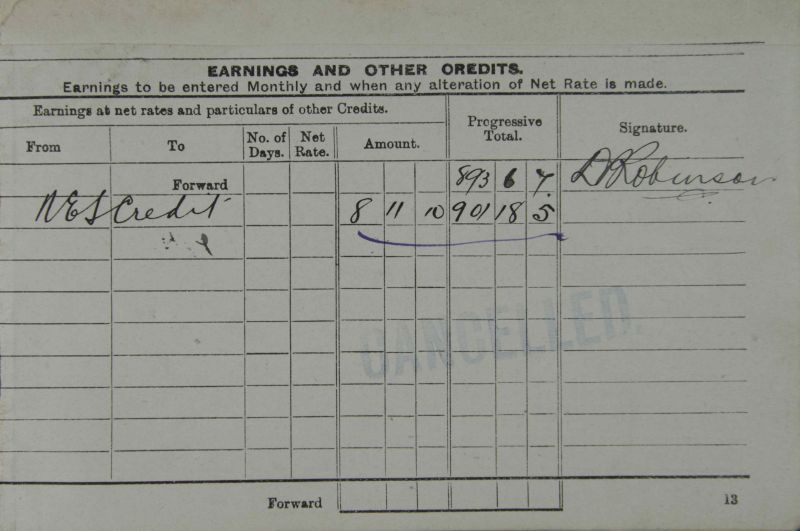 EARNINGS AND OTHER CREDITS.
Earnings to be entered Monthly and when any alteration of Net Rate is made.
Earnings at net rates and particulars of other Credits.
Progressive Total.
Signature.
From To No. of Days. Net Rate. Amount.
Forward 893 6 7 D Robinson
NES Credit 8 11 10 901 18 5
CANCELLED.
Forward 13